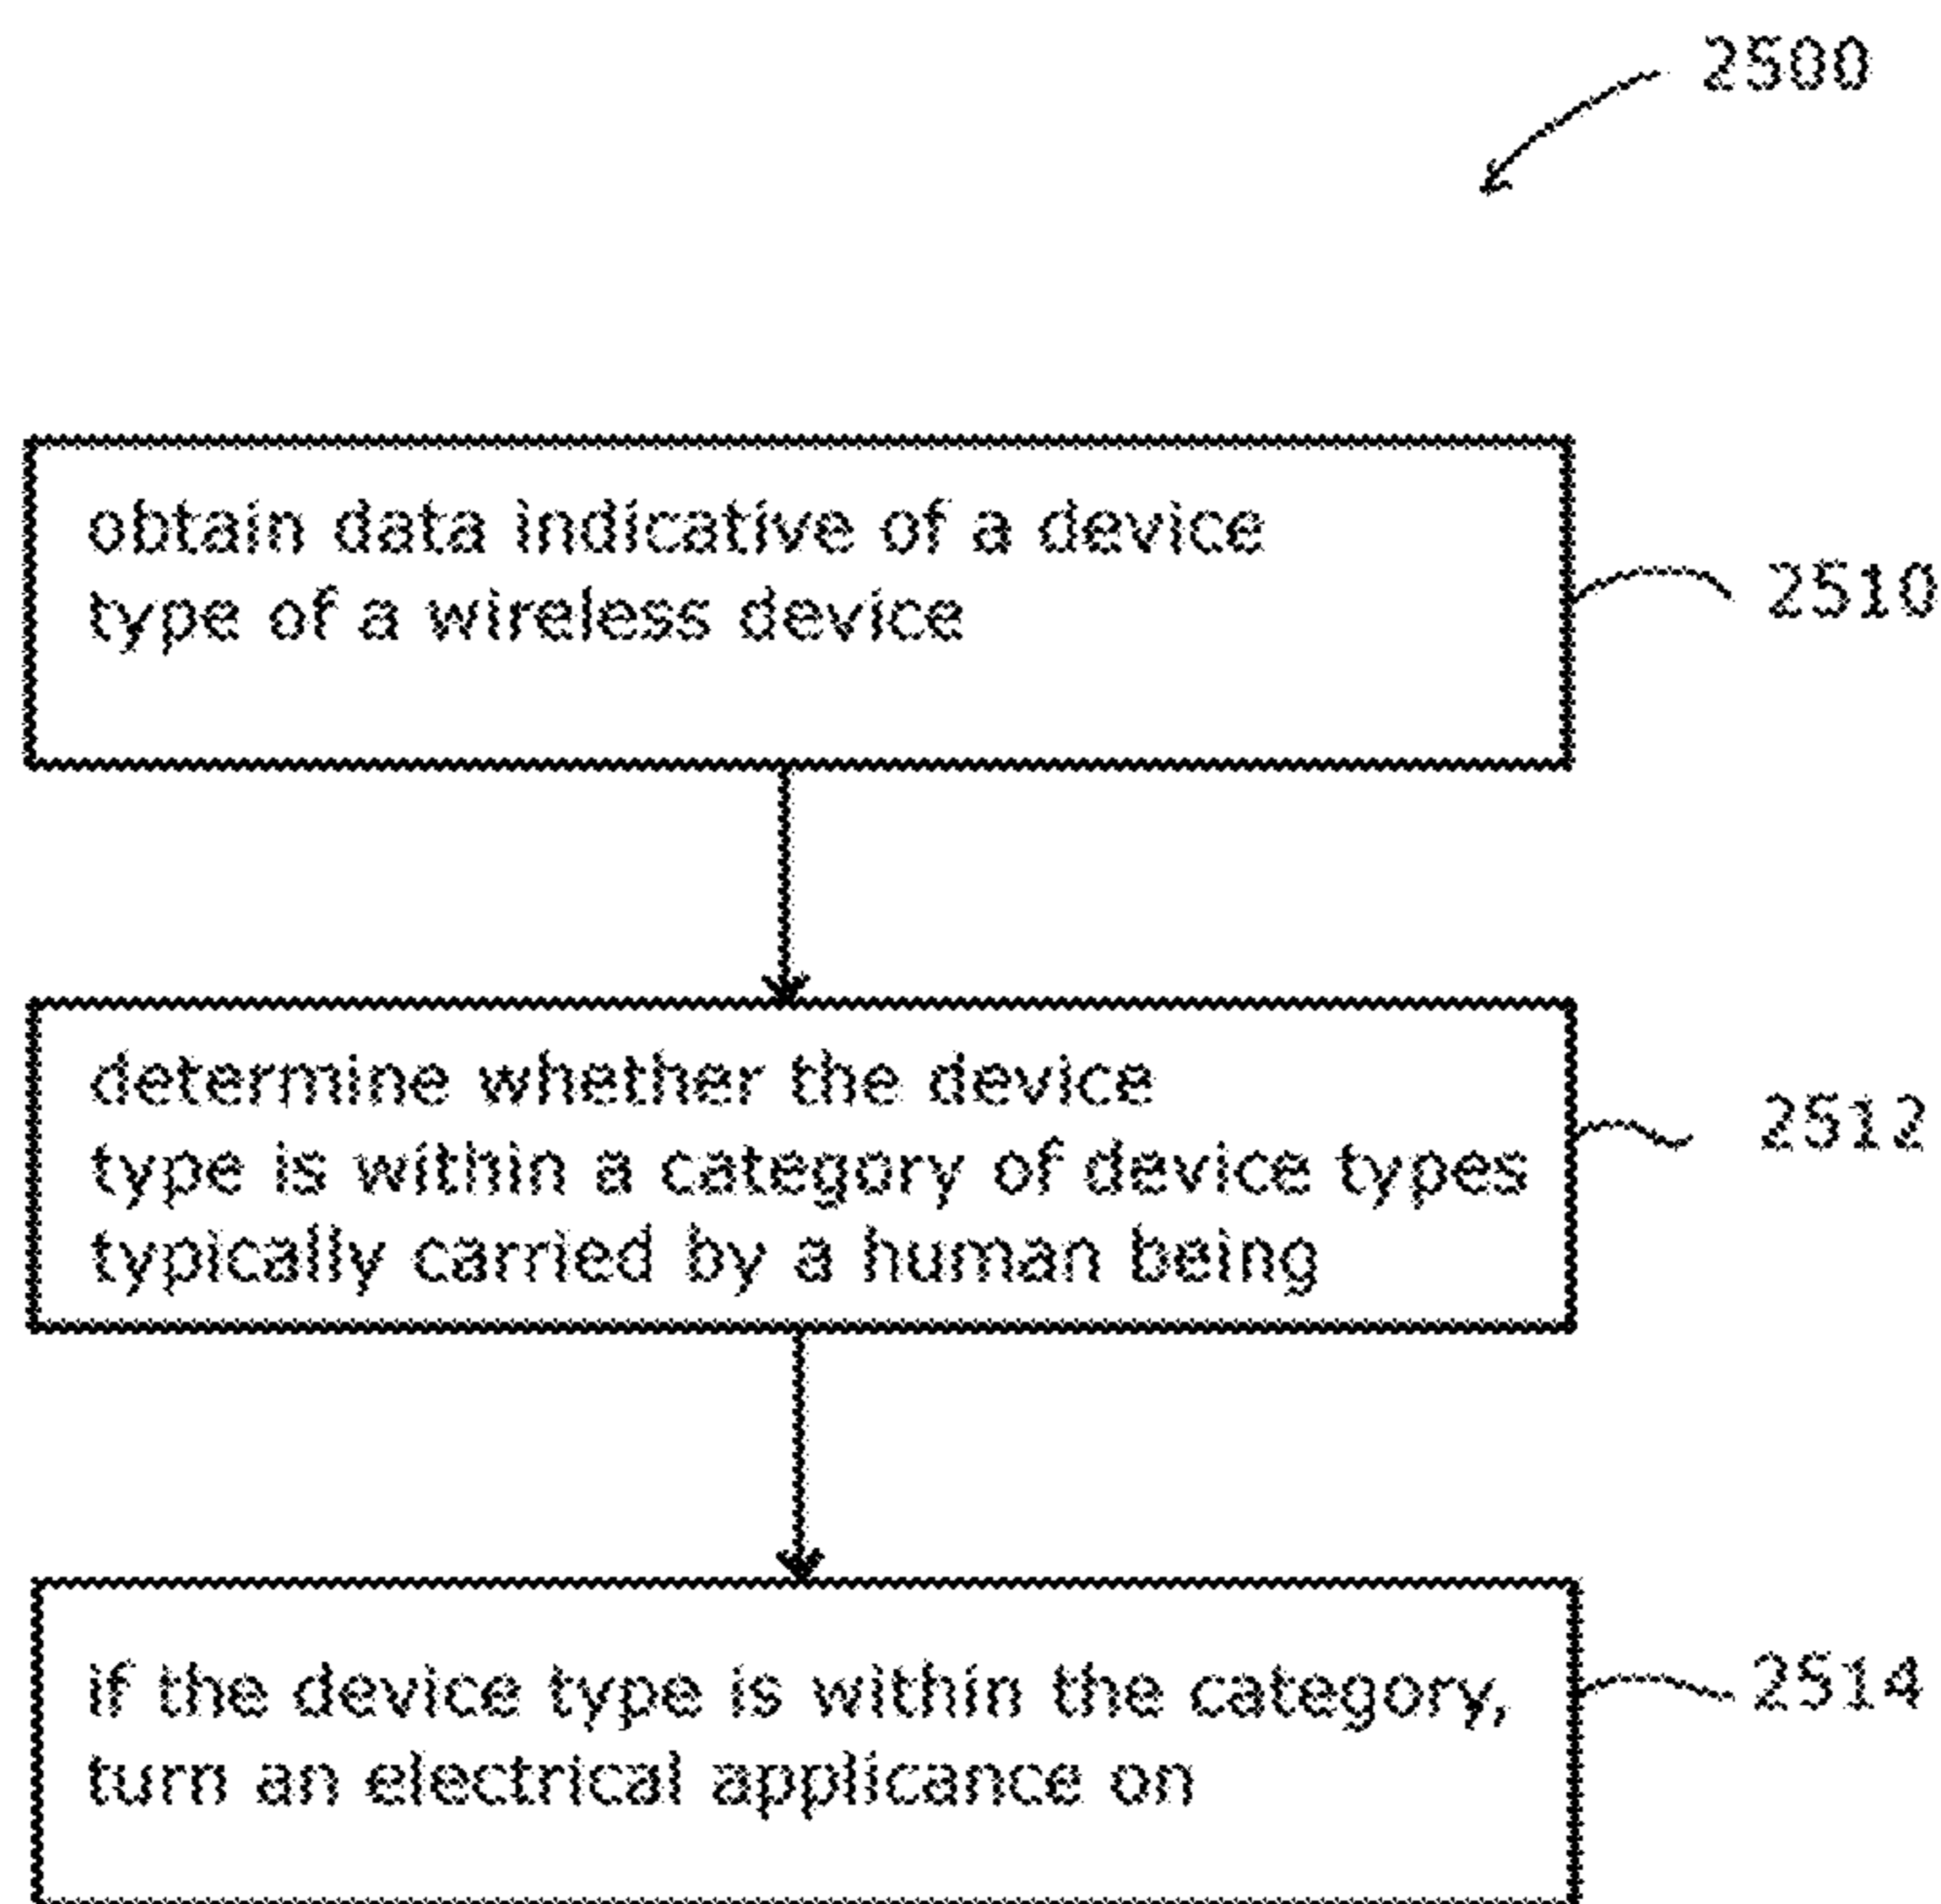 2500
obtain data indicative of a device
type of a wireless device
2510
determine whether the device
type is within a category of device types
typically carried by a human being
2512
if the device type is within the category,
turn an electrical applicance on
2514